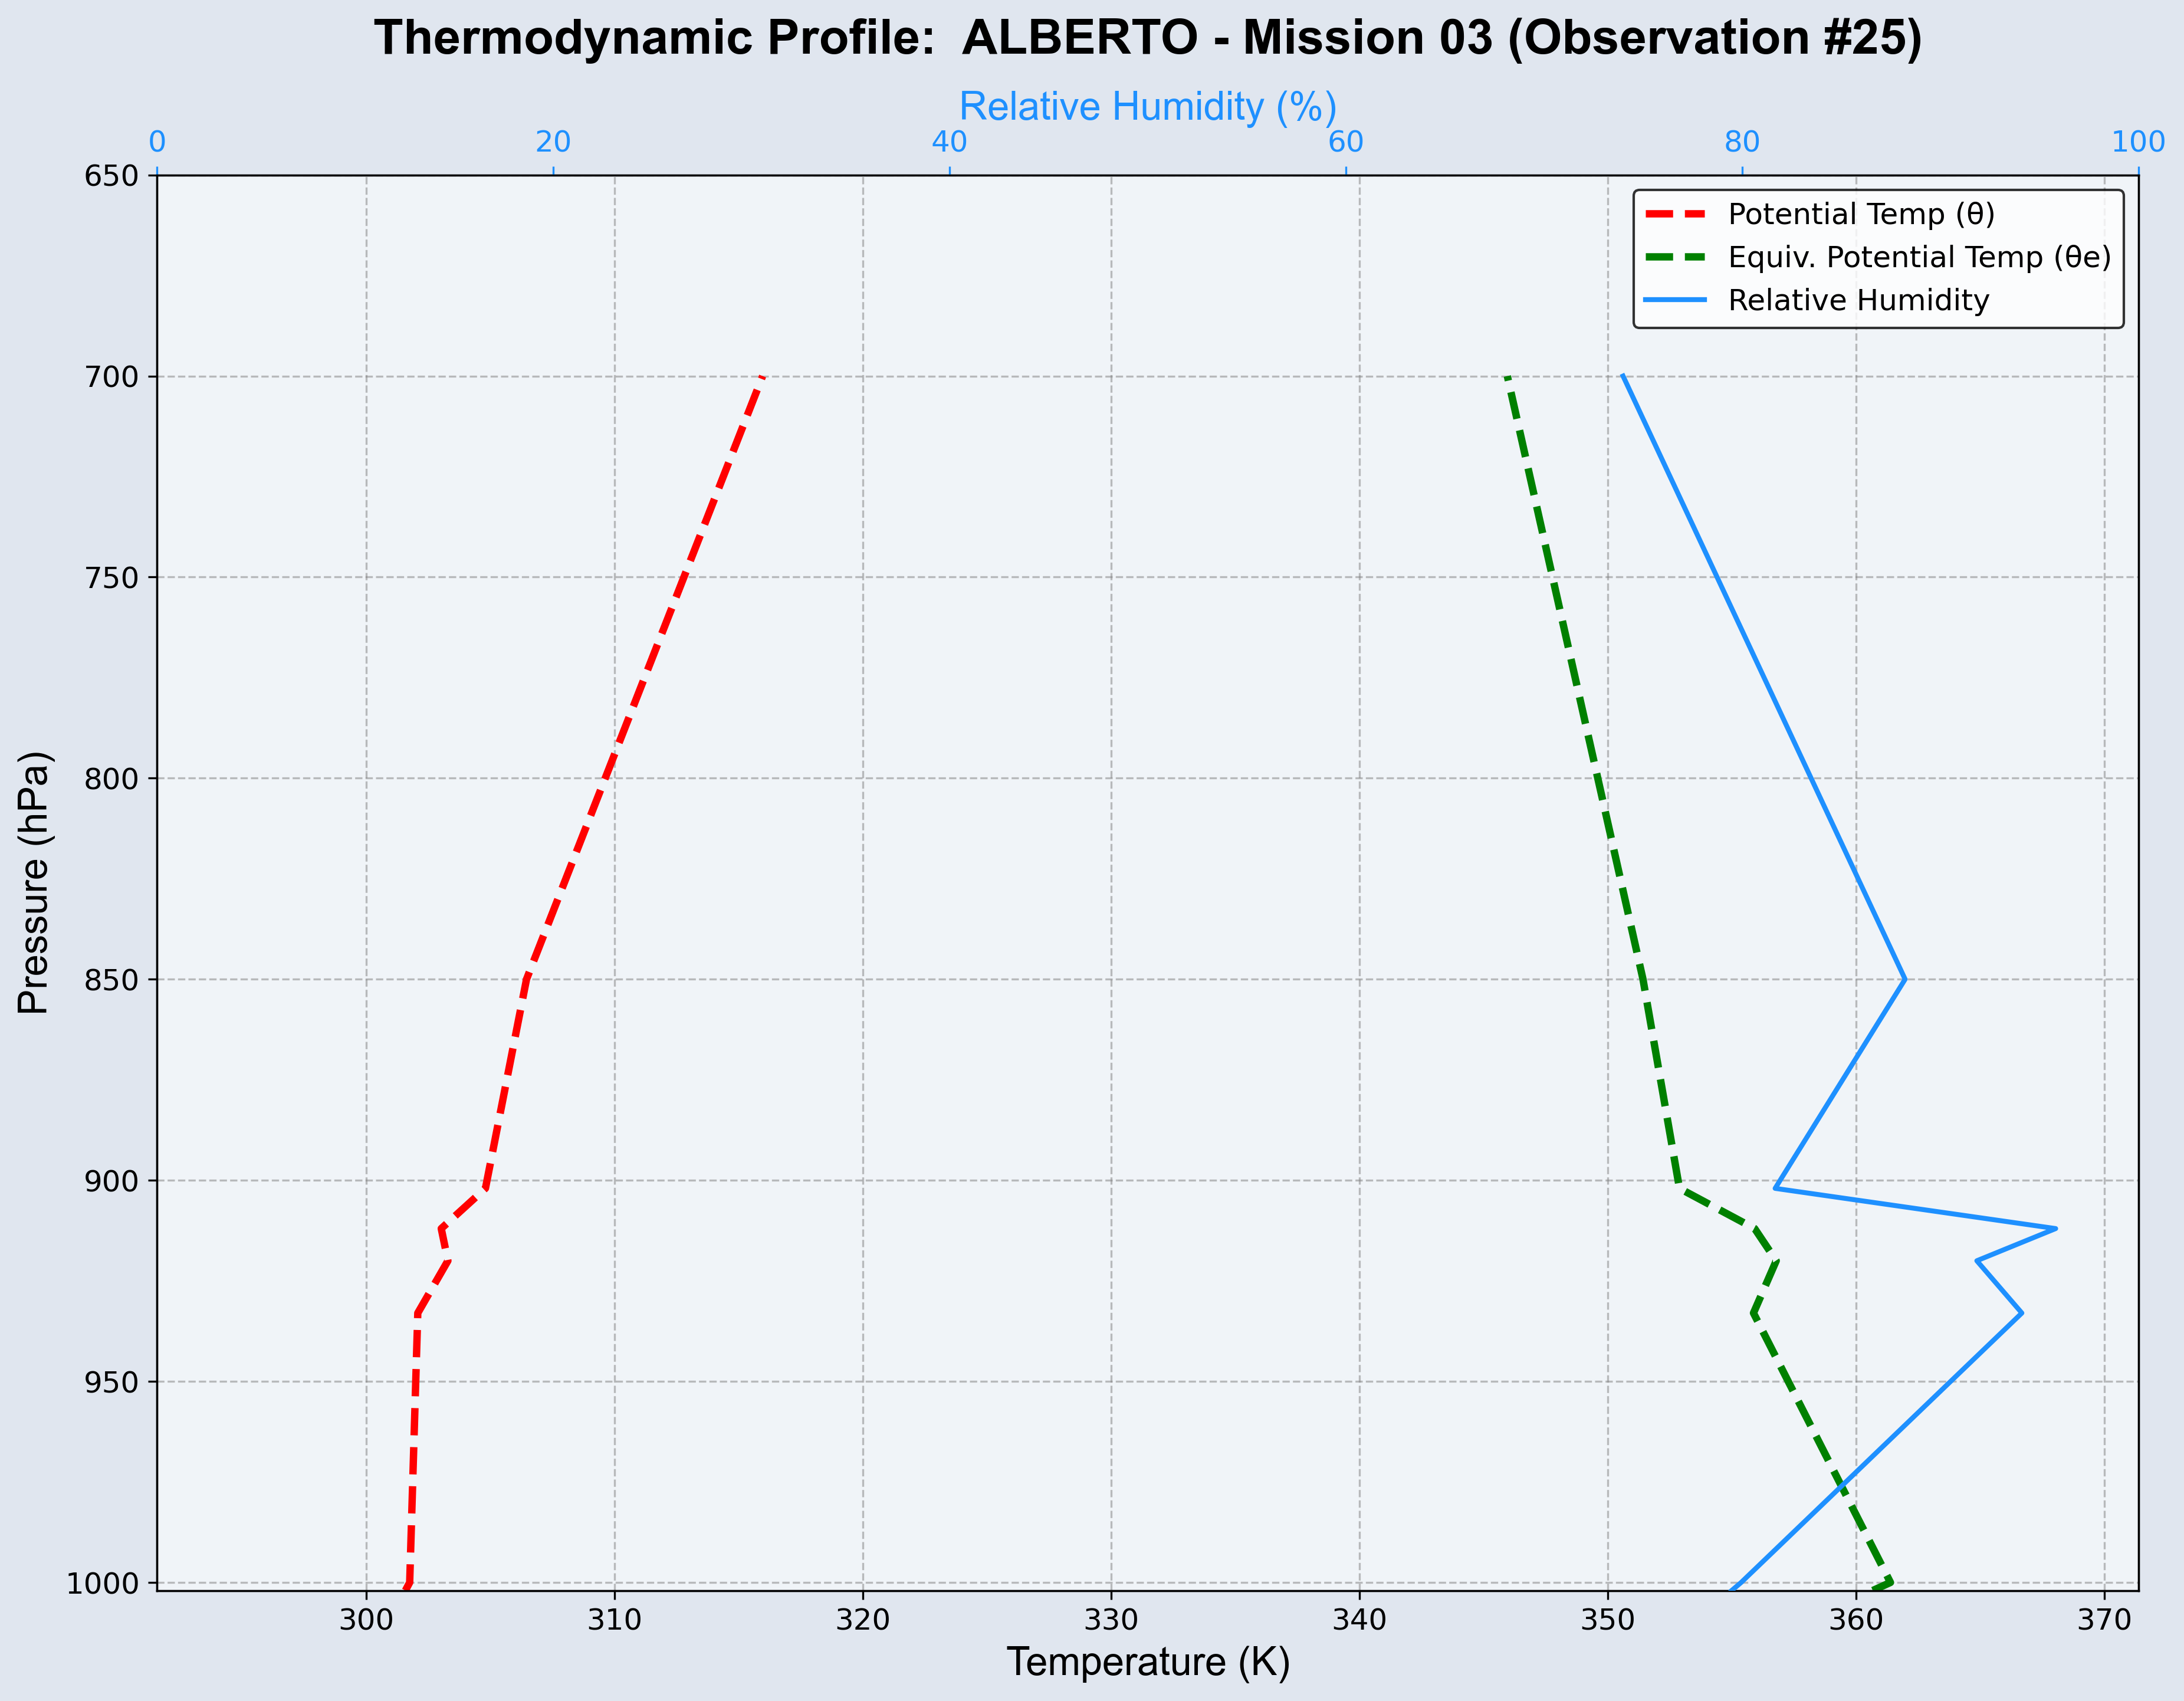 Thermodynamic Profile:  ALBERTO - Mission 03 (Observation #25)
Relative Humidity (%)
0 20 40 60 80 100
Potential Temp (θ)
Equiv. Potential Temp (θe)
Relative Humidity
Pressure (hPa)
650
700
750
800
850
900
950
1000
300 310 320 330 340 350 360 370
Temperature (K)